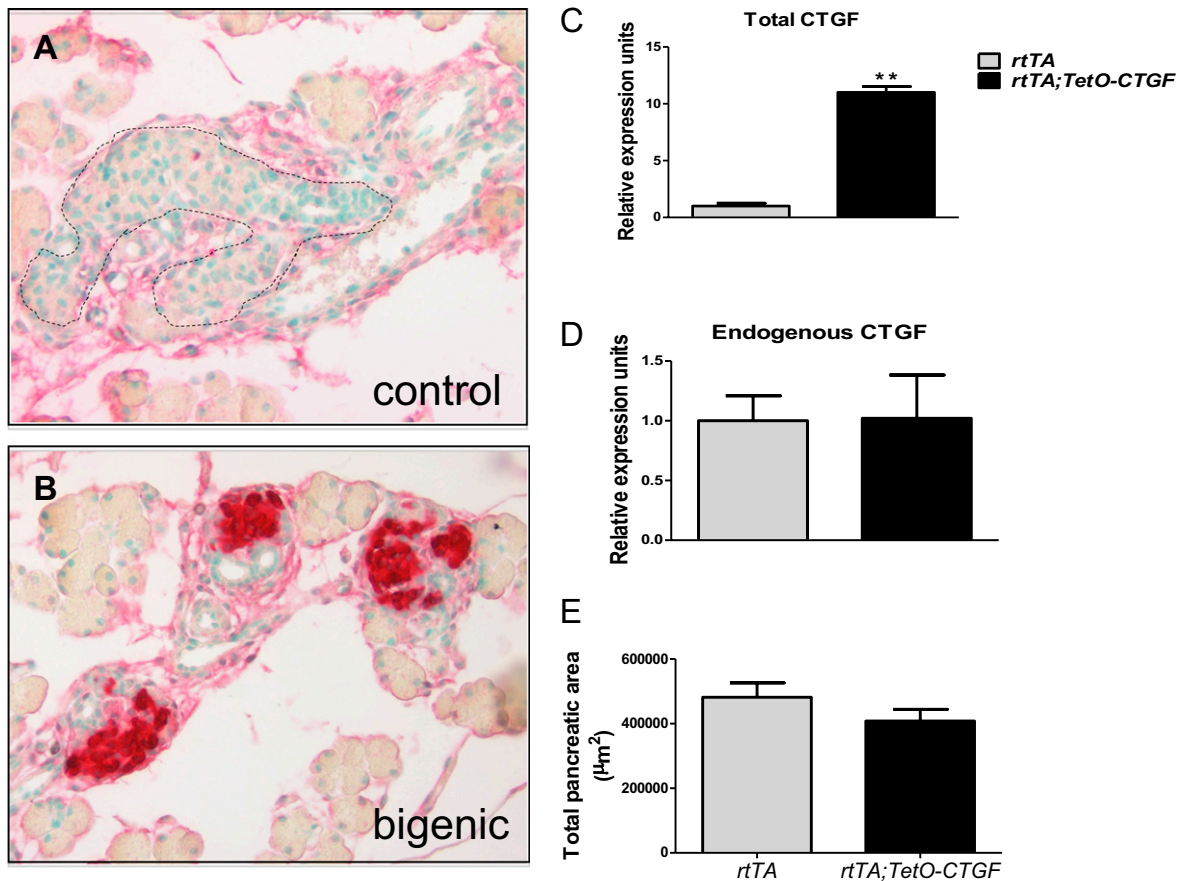 A
control
B
bigenic
C
Total CTGF
Relative expression units
15
10
5
0
**
rtTA
rtTA;TetO-CTGF
D
Endogenous CTGF
Relative expression units
1.5
1.0
0.5
0.0
E
Total pancreatic area
(µm²)
600000
400000
200000
0
rtTA
rtTA;TetO-CTGF